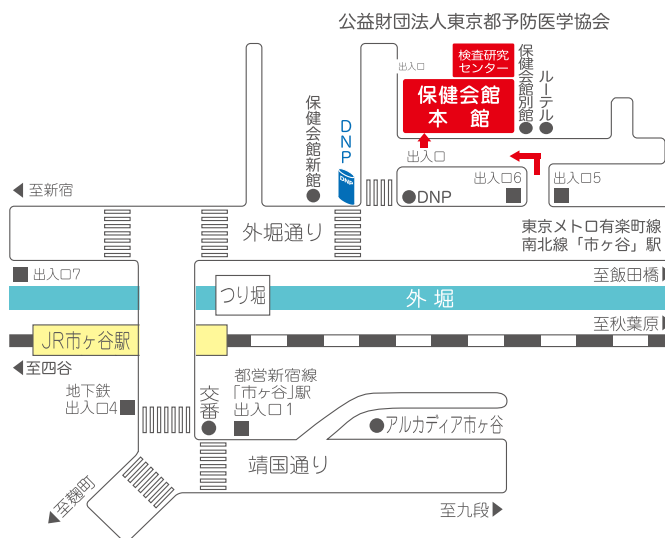 公益財団法人東京都予防医学協会
検査研究
センター
出入口
保健会館
本館
保健会館別館
ルーテル
保健会館新館
DNP
DNP
出入口
至新宿
DNP
出入口6
出入口5
外堀通り
東京メトロ有楽町線
南北線「市ヶ谷」駅
出入口7
至飯田橋
つり堀
外堀
至秋葉原
JR市ヶ谷駅
至四谷
地下鉄
出入口4
交番
都営新宿線
「市ヶ谷」駅
出入口1
アルカディア市ヶ谷
靖国通り
至麹町
至九段